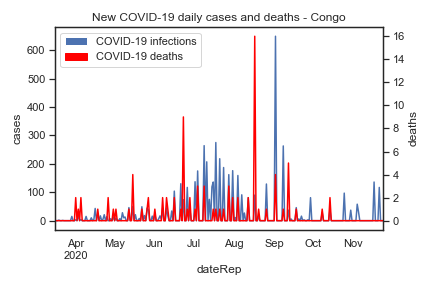 New COVID-19 daily cases and deaths - Congo
COVID-19 infections
COVID-19 deaths
600
500
400
300
200
100
0
cases
16
14
12
10
8
6
4
2
0
deaths
Apr May Jun Jul Aug Sep Oct Nov
2020
dateRep